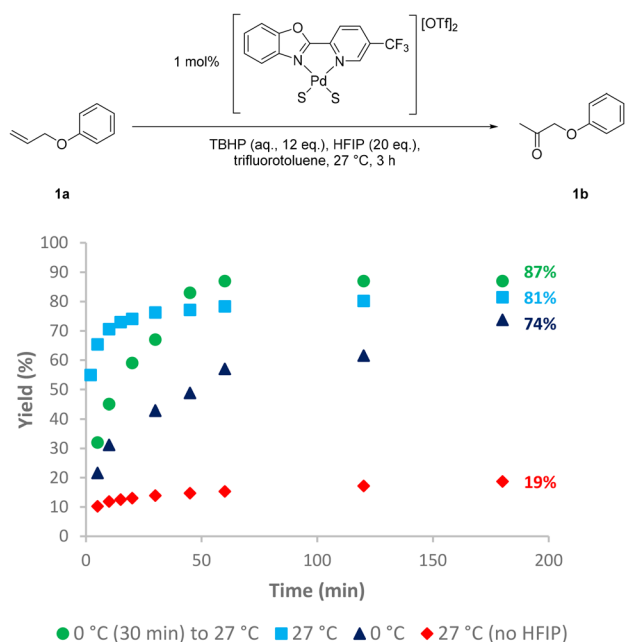 [OTf]2
O
1 mol%
CF3
N
N
Pd
S
S
O
TBHP (aq., 12 eq.), HFIP (20 eq.),
trifluorotoluene, 27 °C, 3 h
O
O
1a
1b
100
90
80
70
60
50
40
30
20
10
0
Yield (%)
87%
81%
74%
19%
0
50
100
150
200
Time (min)
0 °C (30 min) to 27 °C
27 °C
0 °C
27 °C (no HFIP)